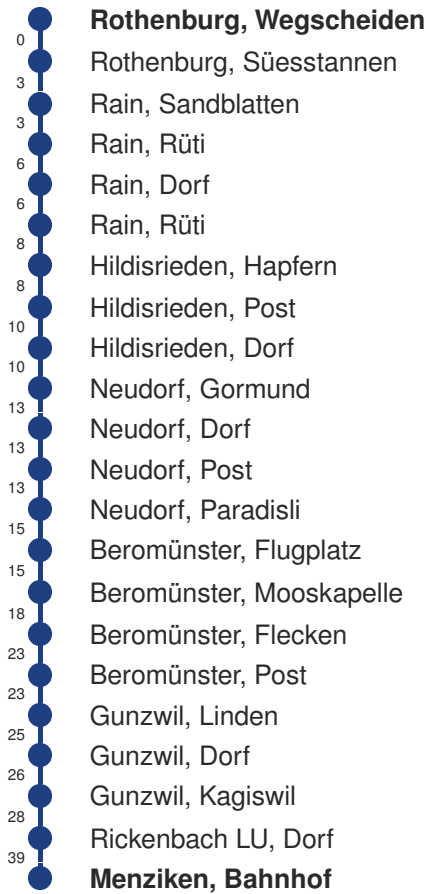 Rothenburg, Wegscheiden
0
Rothenburg, Süesstannen
3
Rain, Sandblatten
3
Rain, Rüti
6
Rain, Dorf
6
Rain, Rüti
8
Hildisrieden, Hapfern
8
Hildisrieden, Post
10
Hildisrieden, Dorf
10
Neudorf, Gormund
13
Neudorf, Dorf
13
Neudorf, Post
13
Neudorf, Paradisli
15
Beromünster, Flugplatz
15
Beromünster, Mooskapelle
18
Beromünster, Flecken
23
Beromünster, Post
23
Gunzwil, Linden
25
Gunzwil, Dorf
26
Gunzwil, Kagiswil
28
Rickenbach LU, Dorf
39
Menziken, Bahnhof